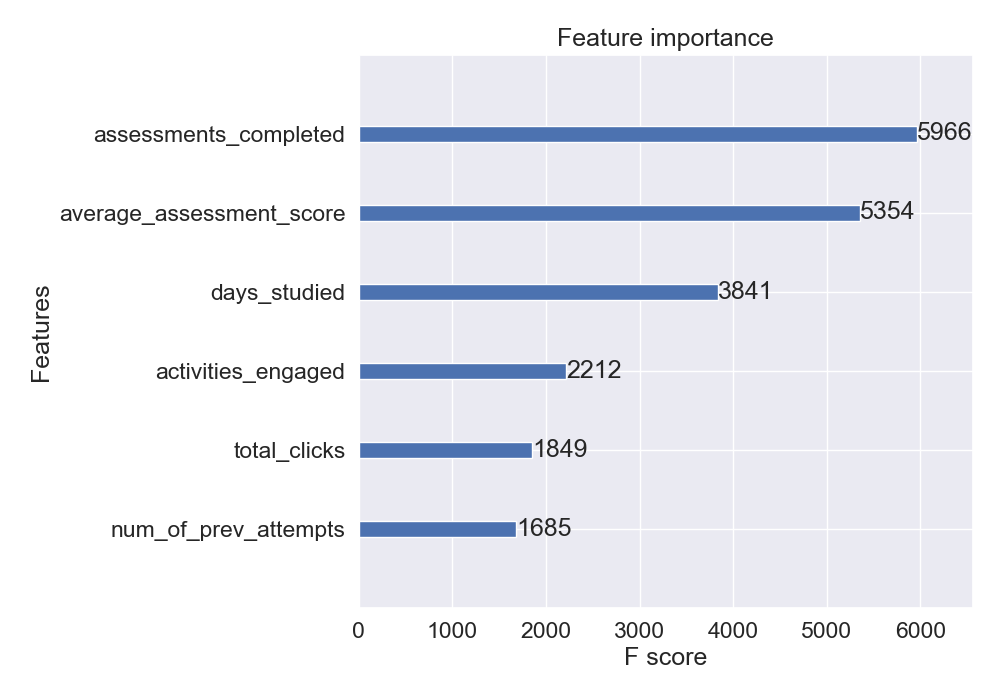 Feature importance
Features
assessments_completed 5966
average_assessment_score 5354
days_studied 3841
activities_engaged 2212
total_clicks 1849
num_of_prev_attempts 1685
0 1000 2000 3000 4000 5000 6000
F score